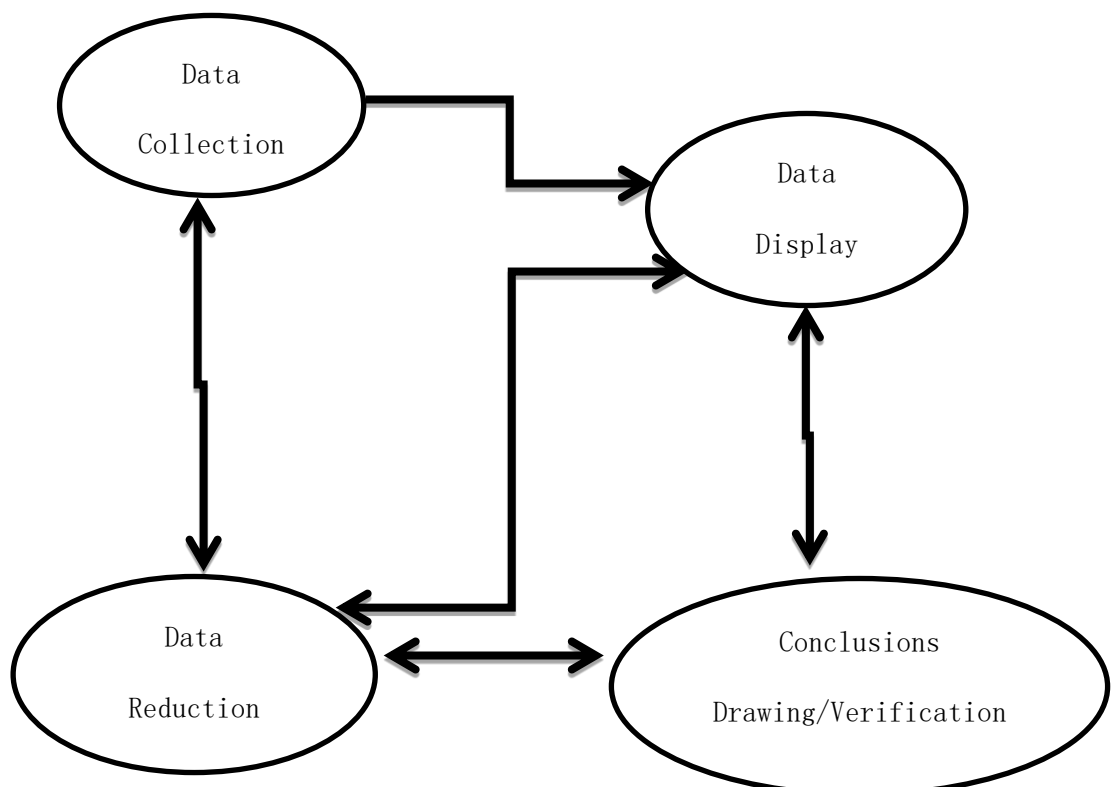 Data
Collection
Data
Display
Data
Reduction
Conclusions
Drawing/Verification